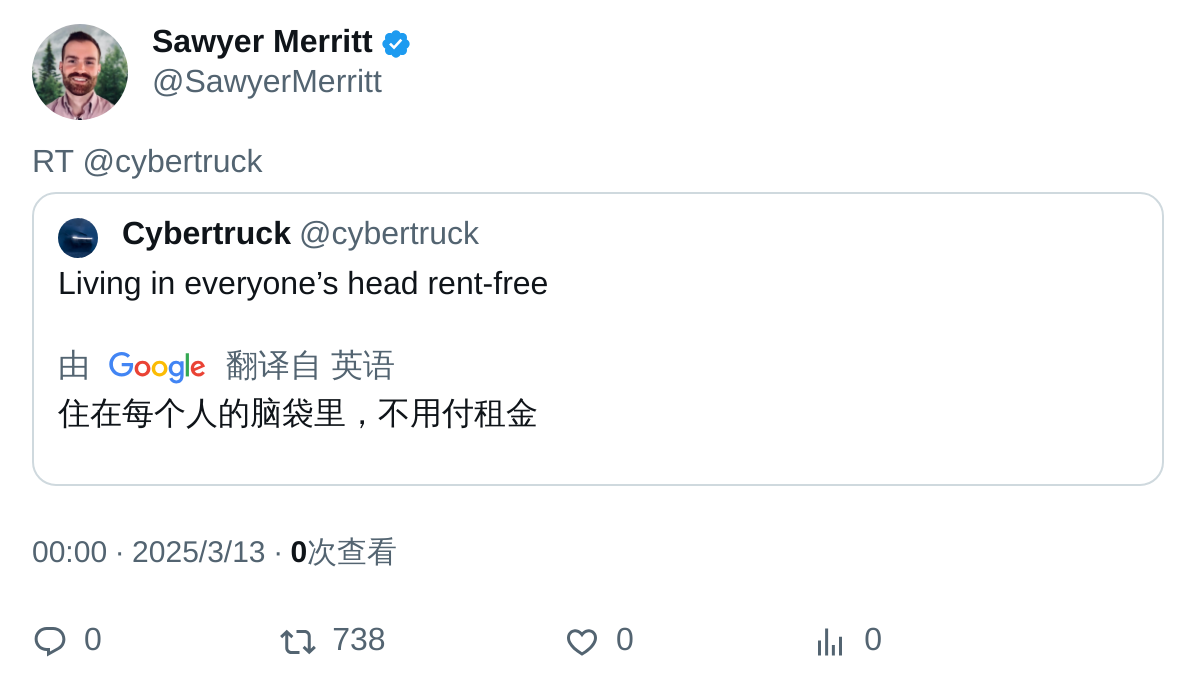 Sawyer Merritt
@SawyerMerritt
RT @cybertruck
Cybertruck @cybertruck
Living in everyone’s head rent-free
由 Google 翻译自 英语
住在每个人的脑袋里，不用付租金
00:00 · 2025/3/13 · 0次查看
0 738 0 0